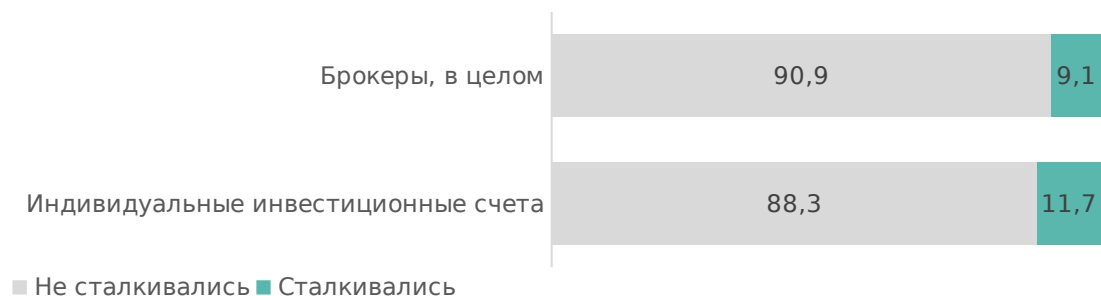 Брокеры, в целом 90,9 9,1
Индивидуальные инвестиционные счета 88,3 11,7
Не сталкивались Сталкивались